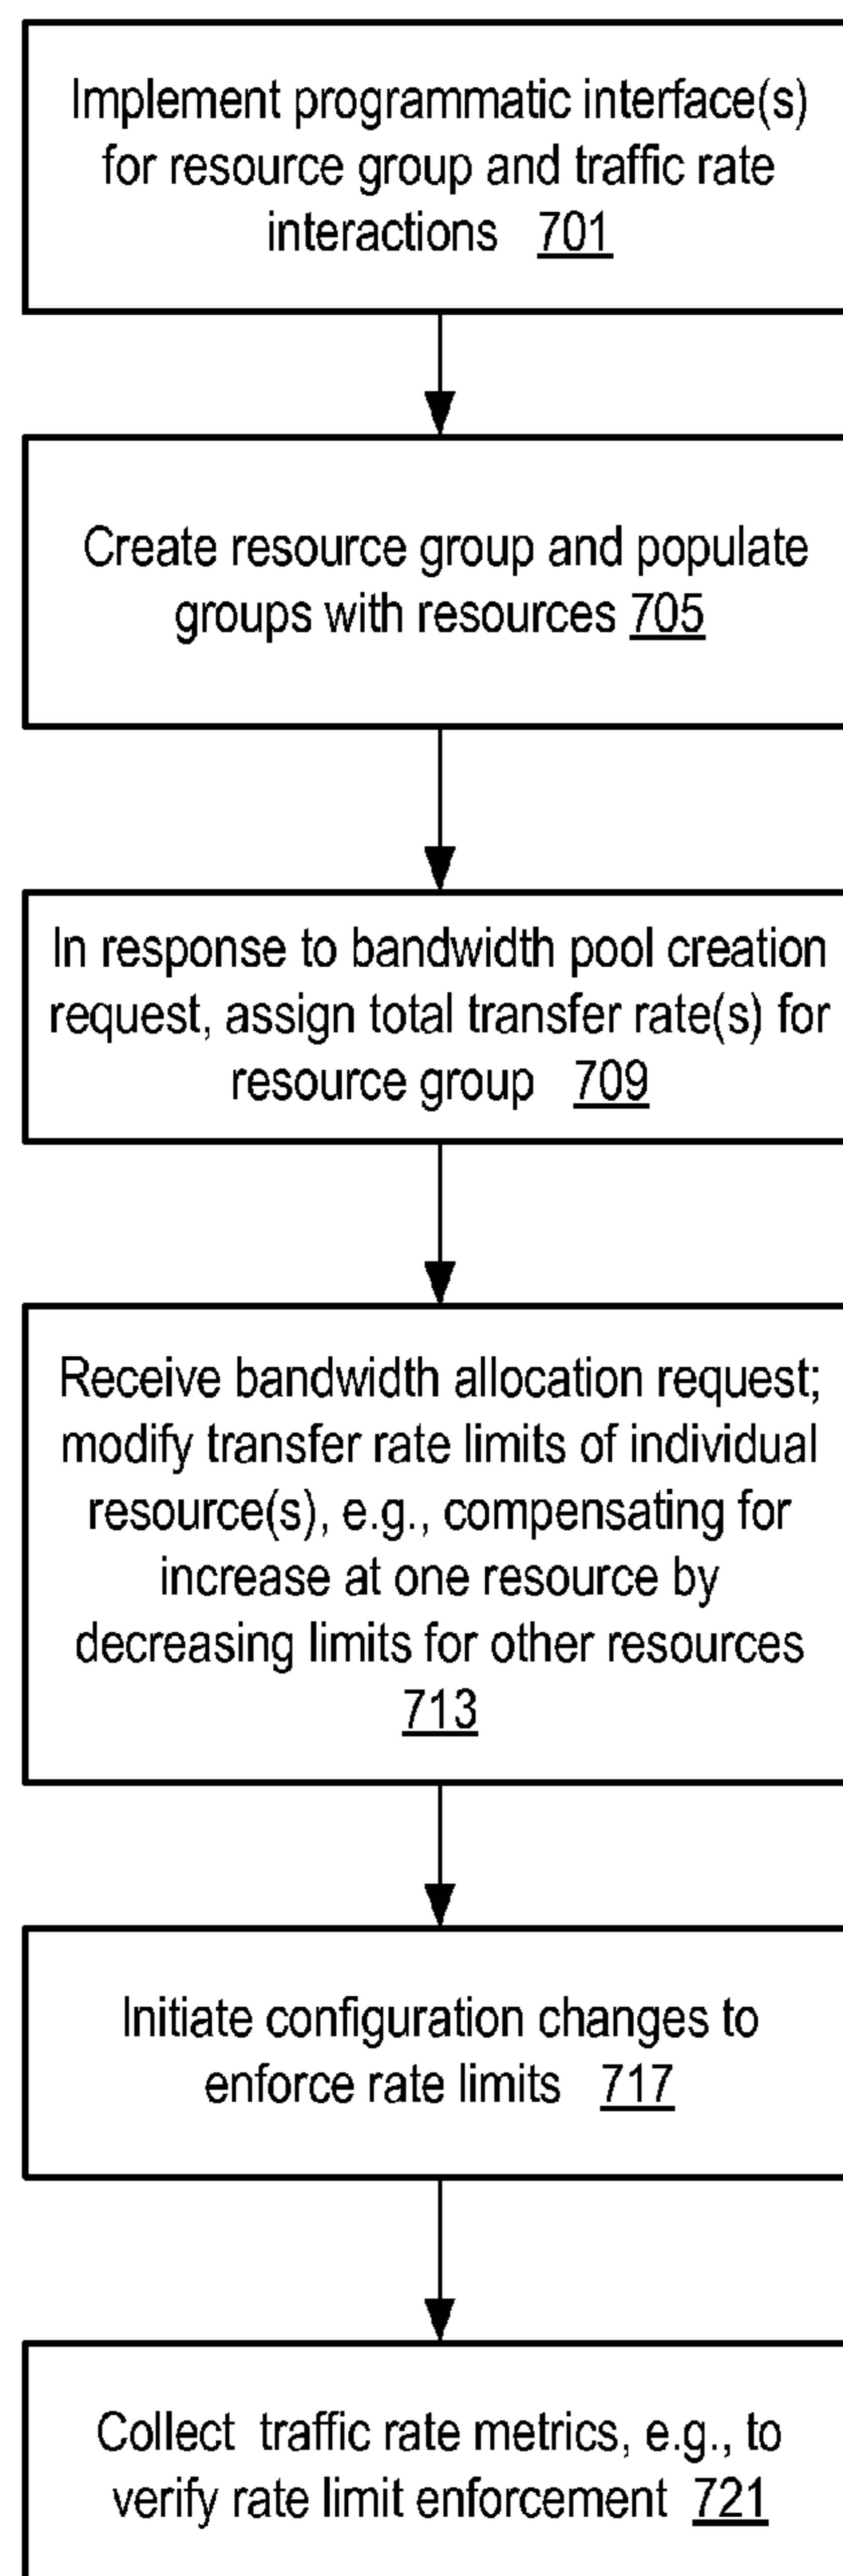 Implement programmatic interface(s)
for resource group and traffic rate
interactions 701
Create resource group and populate
groups with resources 705
In response to bandwidth pool creation
request, assign total transfer rate(s) for
resource group 709
Receive bandwidth allocation request;
modify transfer rate limits of individual
resource(s), e.g., compensating for
increase at one resource by
decreasing limits for other resources
713
Initiate configuration changes to
enforce rate limits 717
Collect traffic rate metrics, e.g., to
verify rate limit enforcement 721